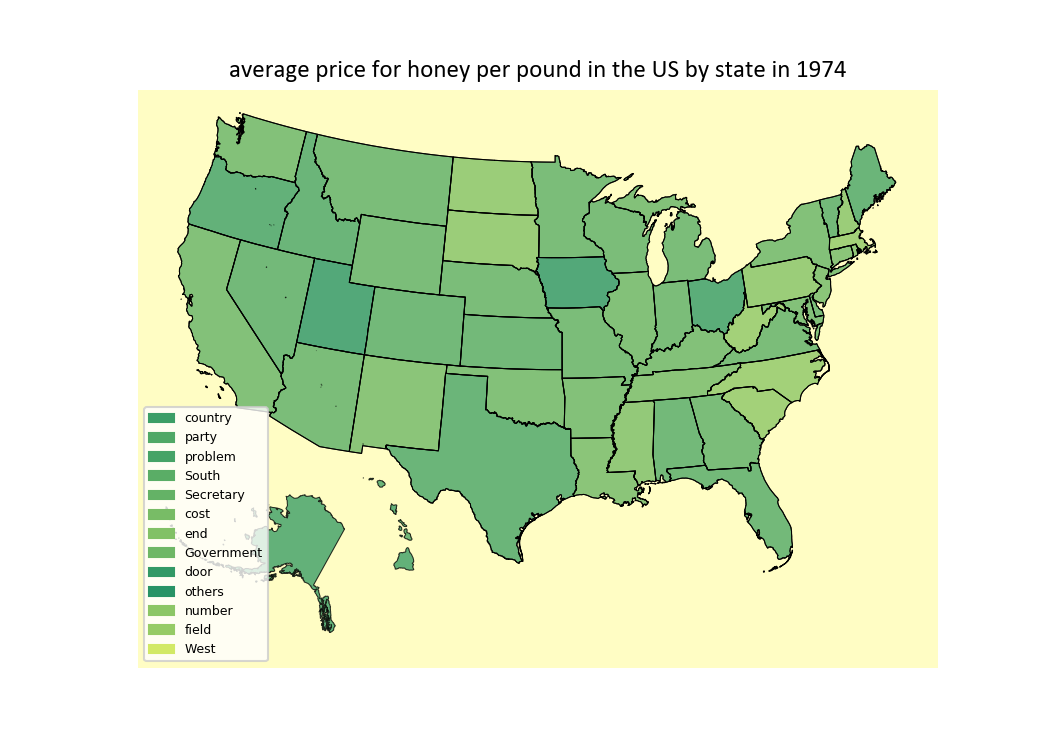 average price for honey per pound in the US by state in 1974
country
party
problem
South
Secretary
cost
end
Government
door
others
number
field
West